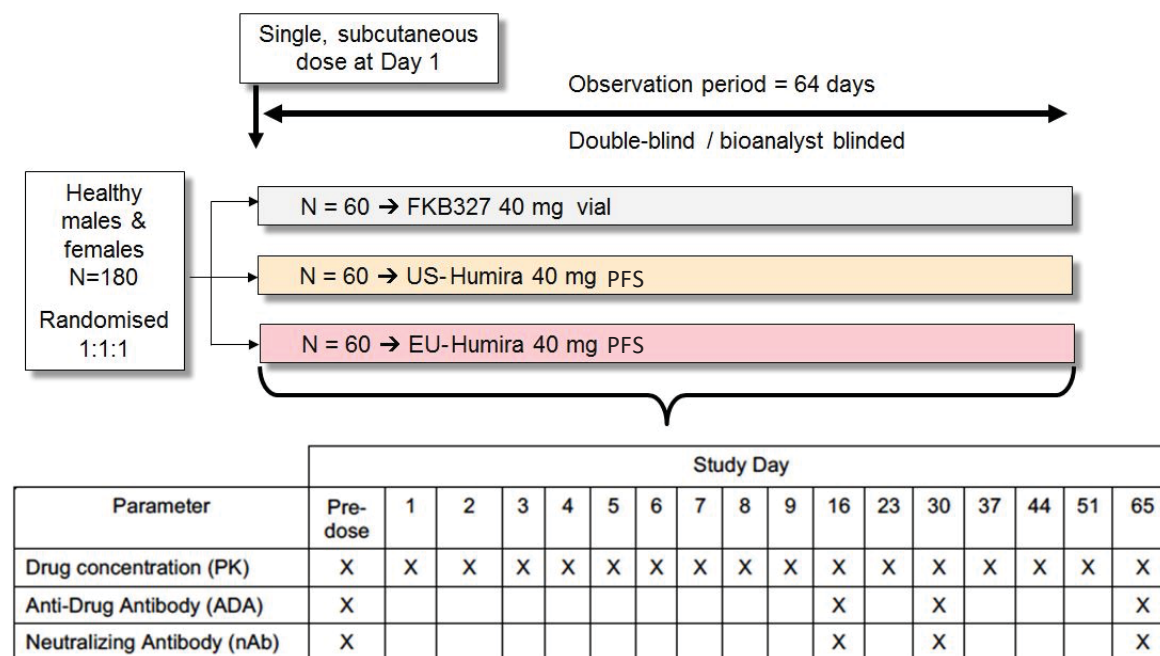 Single, subcutaneous
dose at Day 1
Observation period = 64 days
Double-blind / bioanalyst blinded
Healthy
males &
females
N=180
Randomised
1:1:1
N = 60 → FKB327 40 mg vial
N = 60 → US-Humira 40 mg PFS
N = 60 → EU-Humira 40 mg PFS
Study Day
Parameter Pre-dose 1 2 3 4 5 6 7 8 9 16 23 30 37 44 51 65
Drug concentration (PK) X X X X X X X X X X X X X X X X X
Anti-Drug Antibody (ADA) X X X X
Neutralizing Antibody (nAb) X X X X